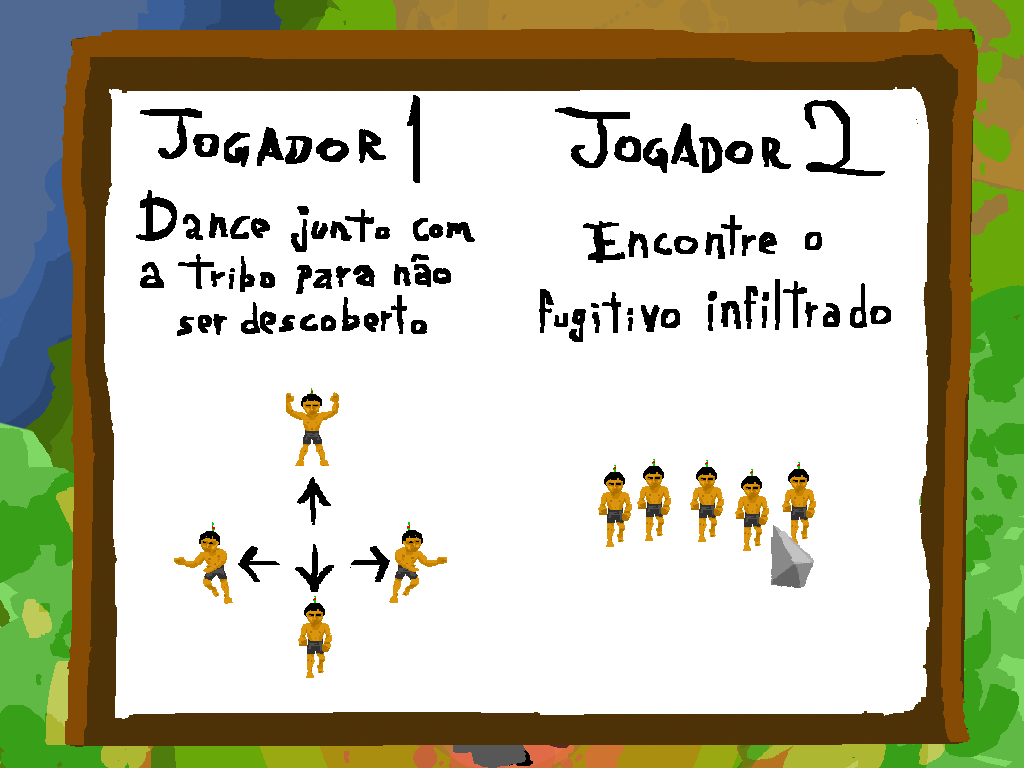 JOGADOR 1
Dance junto com
a tribo para não
ser descoberto
JOGADOR 2
Encontre o
fugitivo infiltrado